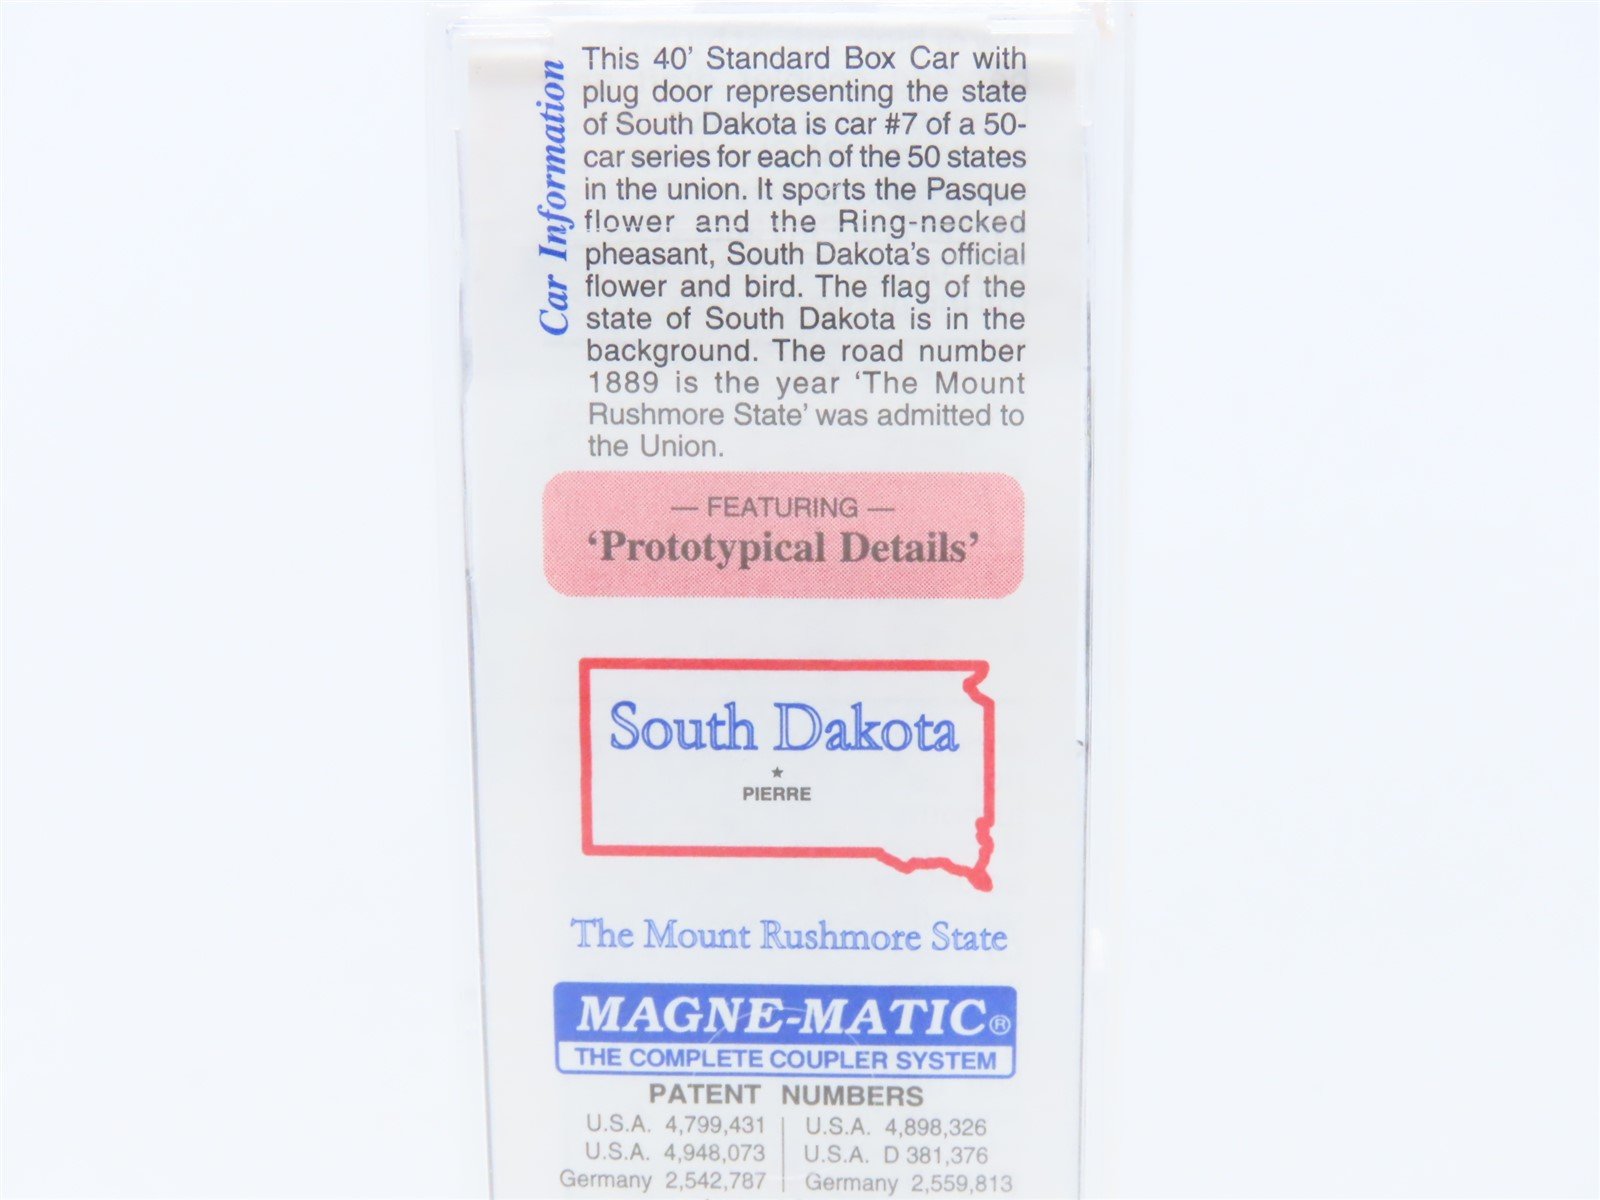 Car Information
This 40' Standard Box Car with
plug door representing the state
of South Dakota is car #7 of a 50-
car series for each of the 50 states
in the union. It sports the Pasque
flower and the Ring-necked
pheasant, South Dakota's official
flower and bird. The flag of the
state of South Dakota is in the
background. The road number
1889 is the year 'The Mount
Rushmore State' was admitted to
the Union.
— FEATURING —
'Prototypical Details'
South Dakota
PIERRE
The Mount Rushmore State
MAGNE-MATIC®
THE COMPLETE COUPLER SYSTEM
PATENT NUMBERS
U.S.A. 4,799,431 | U.S.A. 4,898,326
U.S.A. 4,948,073 | U.S.A. D 381,376
Germany 2,542,787 | Germany 2,559,813